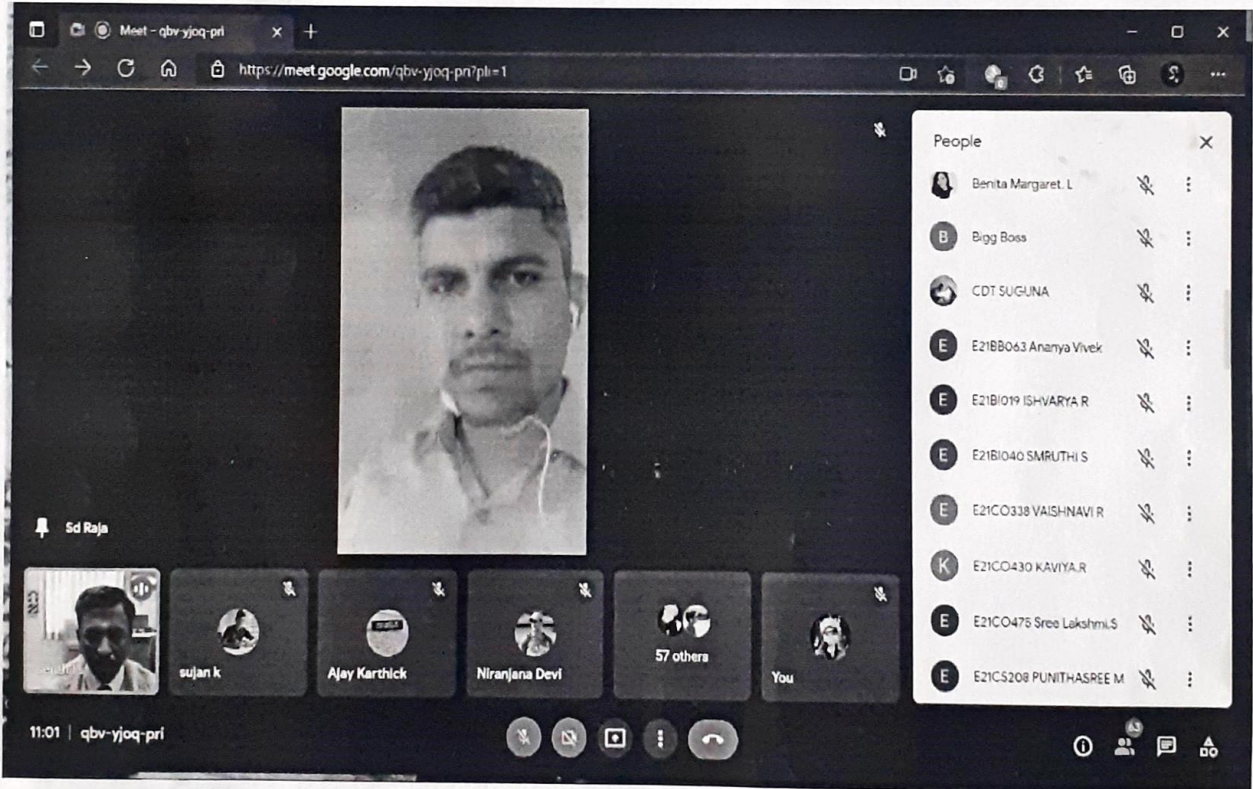 Meet - qbv-yjoq-pri
https://meet.google.com/qbv-yjoq-pri?pli=1
People
Benita Margaret. L
B
Bigg Boss
CDT SUGUNA
E
E21BB063 Ananya Vivek
E
E21BI019 ISHVARYA R
E
E21BI040 SMRUTHI S
E
E21CO338 VAISHNAVI R
K
E21CO430 KAVIYA.R
E
E21CO475 Sree Lakshmi.S
E
E21CS208 PUNITHASREE M
Sd Raja
sujan k
Ajay Karthick
Niranjana Devi
57 others
You
11:01 | qbv-yjoq-pri
63